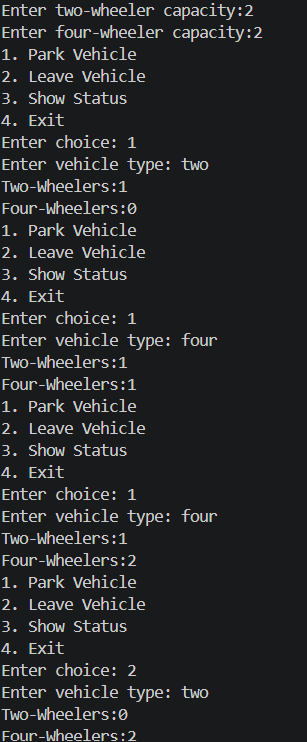 Enter two-wheeler capacity:2
Enter four-wheeler capacity:2
1. Park Vehicle
2. Leave Vehicle
3. Show Status
4. Exit
Enter choice: 1
Enter vehicle type: two
Two-Wheelers:1
Four-Wheelers:0
1. Park Vehicle
2. Leave Vehicle
3. Show Status
4. Exit
Enter choice: 1
Enter vehicle type: four
Two-Wheelers:1
Four-Wheelers:1
1. Park Vehicle
2. Leave Vehicle
3. Show Status
4. Exit
Enter choice: 1
Enter vehicle type: four
Two-Wheelers:1
Four-Wheelers:2
1. Park Vehicle
2. Leave Vehicle
3. Show Status
4. Exit
Enter choice: 2
Enter vehicle type: two
Two-Wheelers:0
Four-Wheelers:2